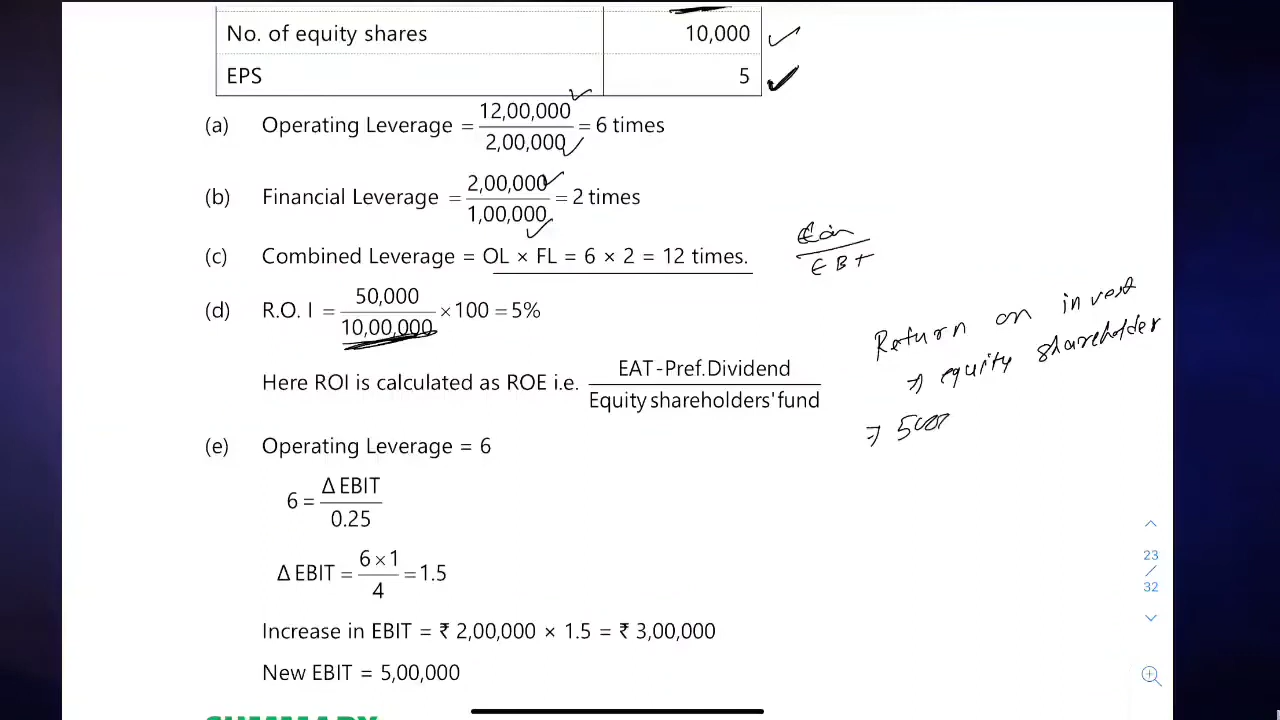 No. of equity shares 10,000
EPS 5
(a) Operating Leverage = 12,00,000 / 2,00,000 = 6 times
(b) Financial Leverage = 2,00,000 / 1,00,000 = 2 times
(c) Combined Leverage = OL × FL = 6 × 2 = 12 times.
EBT
(d) R.O. I = 50,000 / 10,00,000 × 100 = 5%
Return on invest
⇒ equity shareholder
Here ROI is calculated as ROE i.e. EAT-Pref.Dividend / Equity shareholders' fund
(e) Operating Leverage = 6
6 = Δ EBIT / 0.25
Δ EBIT = 6 × 1 / 4 = 1.5
Increase in EBIT = ₹ 2,00,000 × 1.5 = ₹ 3,00,000
New EBIT = 5,00,000
23
/
32
SUMMARY